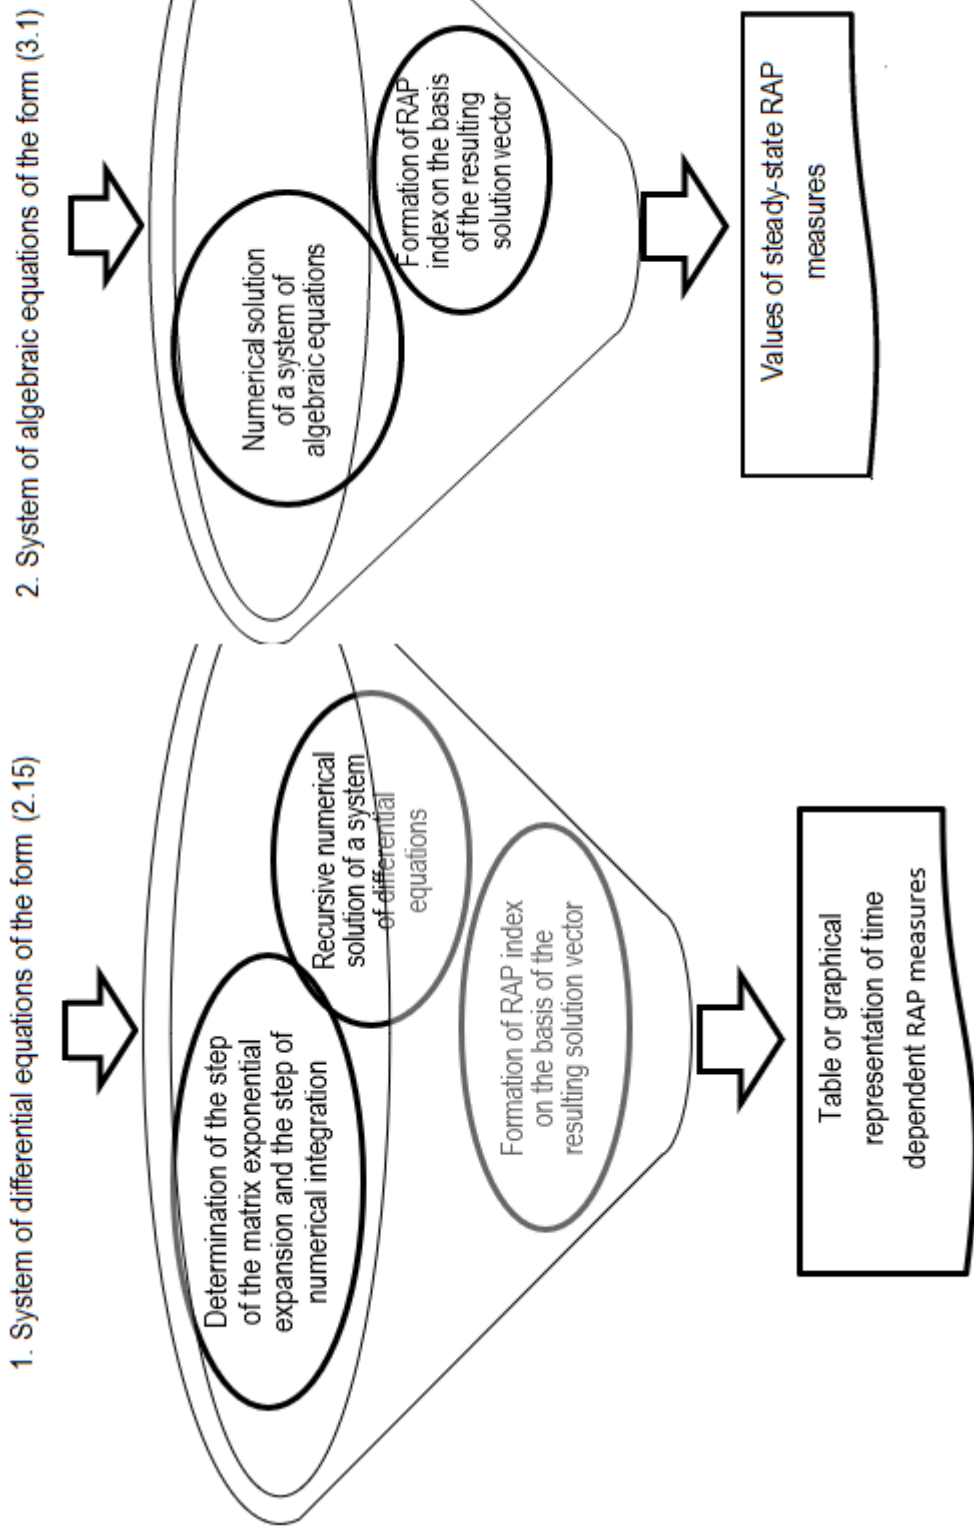 1. System of differential equations of the form (2.15)
Determination of the step
of the matrix exponential
expansion and the step of
numerical integration
Recursive numerical
solution of a system
of differential
equations
Formation of RAP index
on the basis of the
resulting solution vector
Table or graphical
representation of time
dependent RAP measures
2. System of algebraic equations of the form (3.1)
Numerical solution
of a system of
algebraic equations
Formation of RAP
index on the basis
of the resulting
solution vector
Values of steady-state RAP
measures